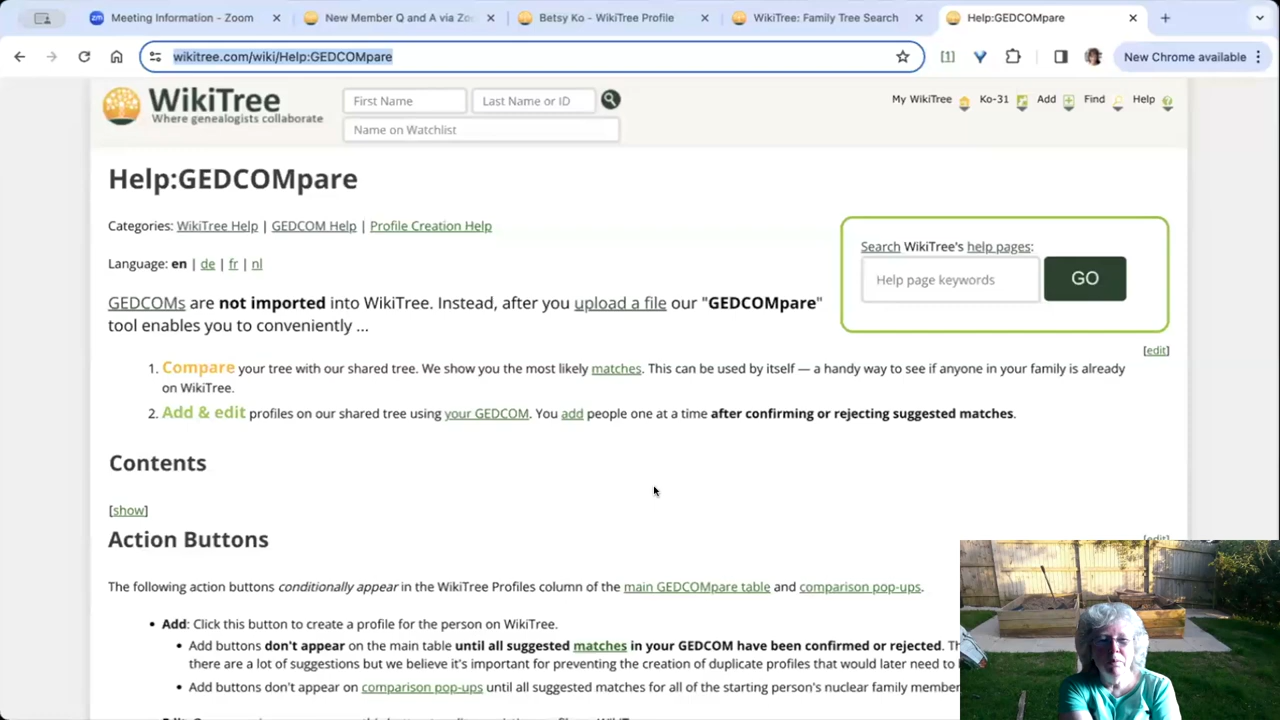 Meeting Information - Zoom
New Member Q and A via Zo
Betsy Ko - WikiTree Profile
WikiTree: Family Tree Search
Help:GEDCOMpare
wikitree.com/wiki/Help:GEDCOMpare
[1]
New Chrome available
WikiTree
Where genealogists collaborate
First Name
Last Name or ID
Name on Watchlist
My WikiTree
Ko-31
Add
Find
Help
Help:GEDCOMpare
Categories: WikiTree Help | GEDCOM Help | Profile Creation Help
Search WikiTree's help pages:
Help page keywords
GO
Language: en | de | fr | nl
GEDCOMs are not imported into WikiTree. Instead, after you upload a file our "GEDCOMpare"
tool enables you to conveniently ...
[edit]
1. Compare your tree with our shared tree. We show you the most likely matches. This can be used by itself — a handy way to see if anyone in your family is already
on WikiTree.
2. Add & edit profiles on our shared tree using your GEDCOM. You add people one at a time after confirming or rejecting suggested matches.
Contents
[show]
Action Buttons
The following action buttons conditionally appear in the WikiTree Profiles column of the main GEDCOMpare table and comparison pop-ups.
• Add: Click this button to create a profile for the person on WikiTree.
• Add buttons don't appear on the main table until all suggested matches in your GEDCOM have been confirmed or rejected. Th
there are a lot of suggestions but we believe it's important for preventing the creation of duplicate profiles that would later need to
• Add buttons don't appear on comparison pop-ups until all suggested matches for all of the starting person's nuclear family member